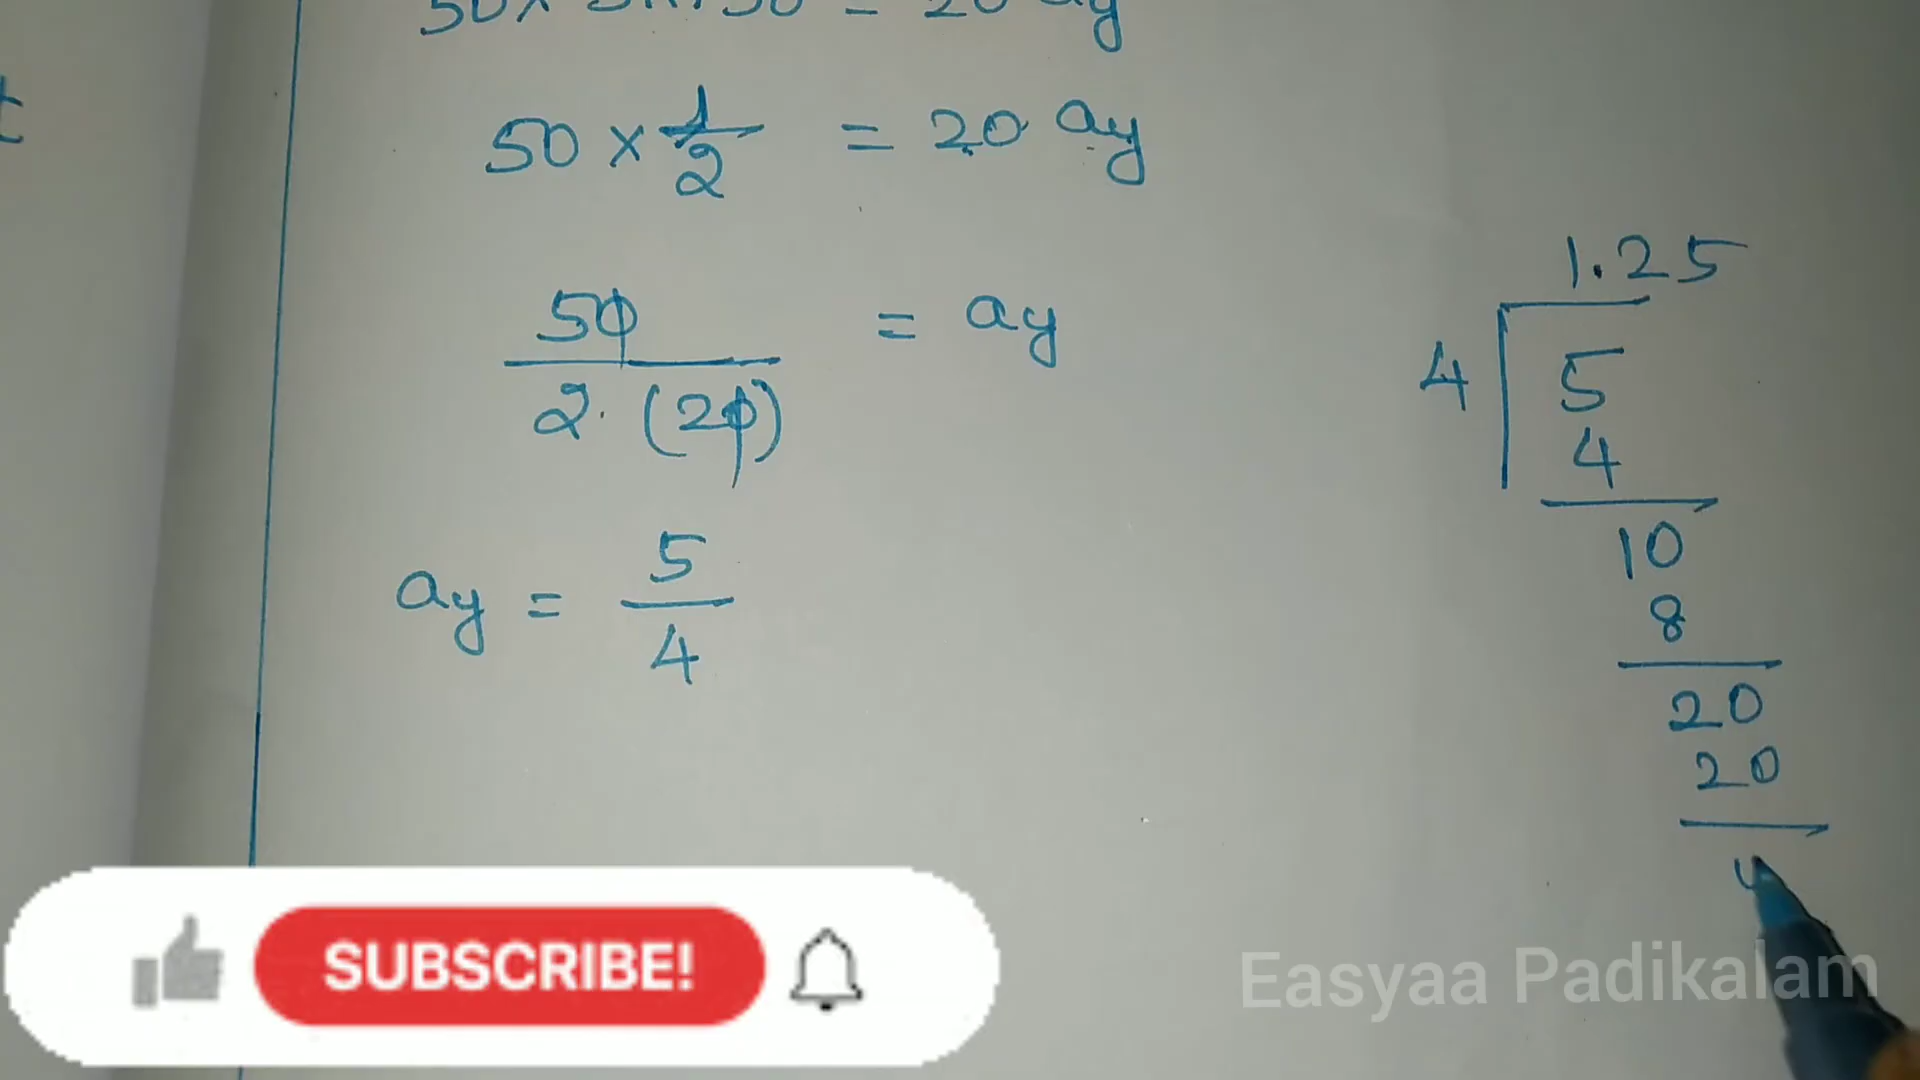 50 × 1/2 = 20 ay
50 / 2 · (20) = ay
ay = 5/4
1.25
4
5
4
10
8
20
20
SUBSCRIBE!
Easyaa Padikalam